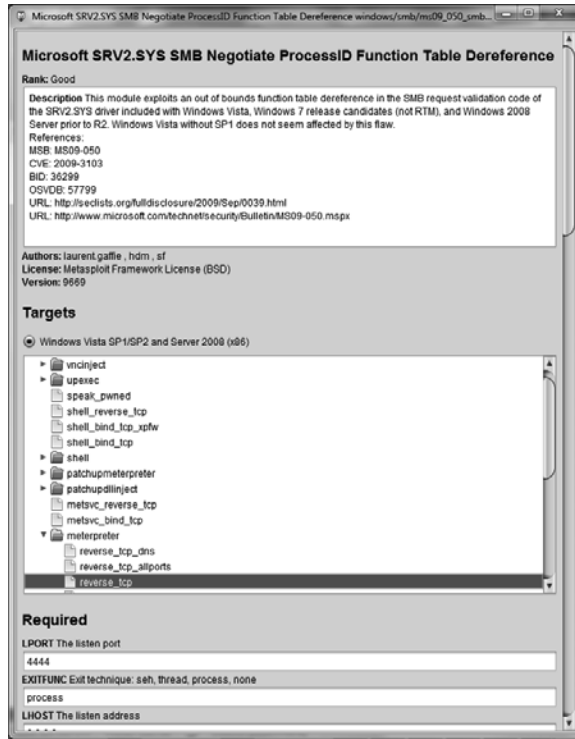 Microsoft SRV2.SYS SMB Negotiate ProcessID Function Table Dereference windows/smb/ms09_050_smb...
Microsoft SRV2.SYS SMB Negotiate ProcessID Function Table Dereference
Rank: Good
Description This module exploits an out of bounds function table dereference in the SMB request validation code of
the SRV2.SYS driver included with Windows Vista, Windows 7 release candidates (not RTM), and Windows 2008
Server prior to R2. Windows Vista without SP1 does not seem affected by this flaw.
References:
MSB: MS09-050
CVE: 2009-3103
BID: 36299
OSVDB: 57799
URL: http://seclists.org/fulldisclosure/2009/Sep/0039.html
URL: http://www.microsoft.com/technet/security/Bulletin/MS09-050.mspx
Authors: laurent.gaffie , hdm , sf
License: Metasploit Framework License (BSD)
Version: 9669
Targets
Windows Vista SP1/SP2 and Server 2008 (x86)
vncinject
upexec
speak_pwned
shell_reverse_tcp
shell_bind_tcp_xpfw
shell_bind_tcp
shell
patchupmeterpreter
patchupdllinject
metsvc_reverse_tcp
metsvc_bind_tcp
meterpreter
reverse_tcp_dns
reverse_tcp_allports
reverse_tcp
Required
LPORT The listen port
4444
EXITFUNC Exit technique: seh, thread, process, none
process
LHOST The listen address